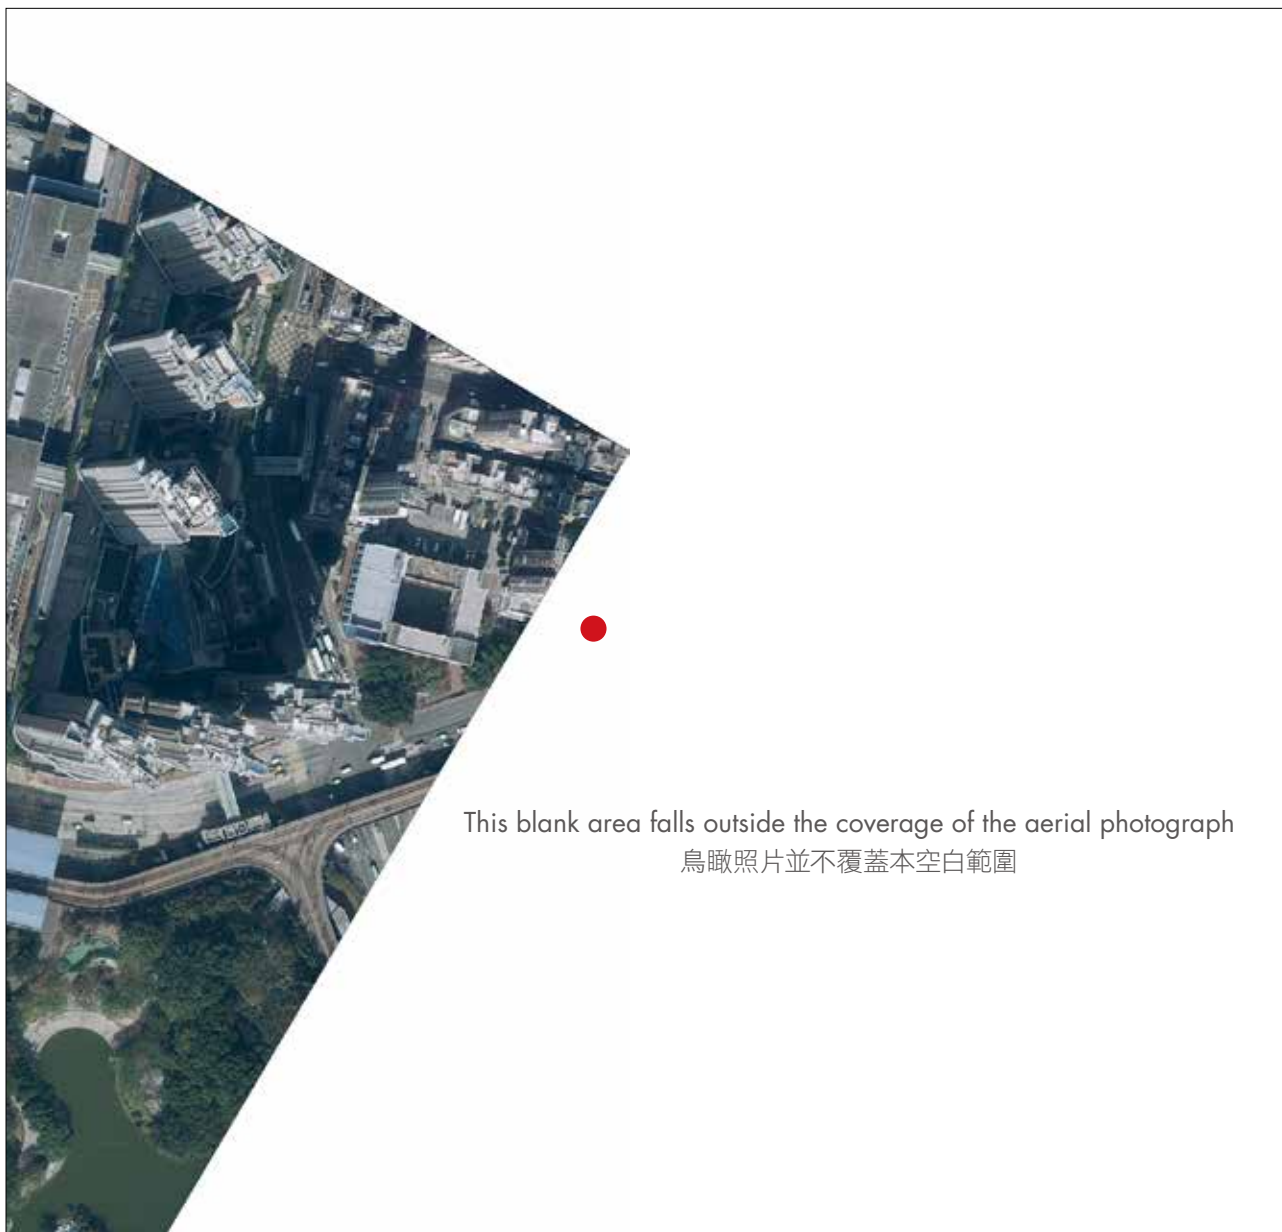 This blank area falls outside the coverage of the aerial photograph
鳥瞰照片並不覆蓋本空白範圍